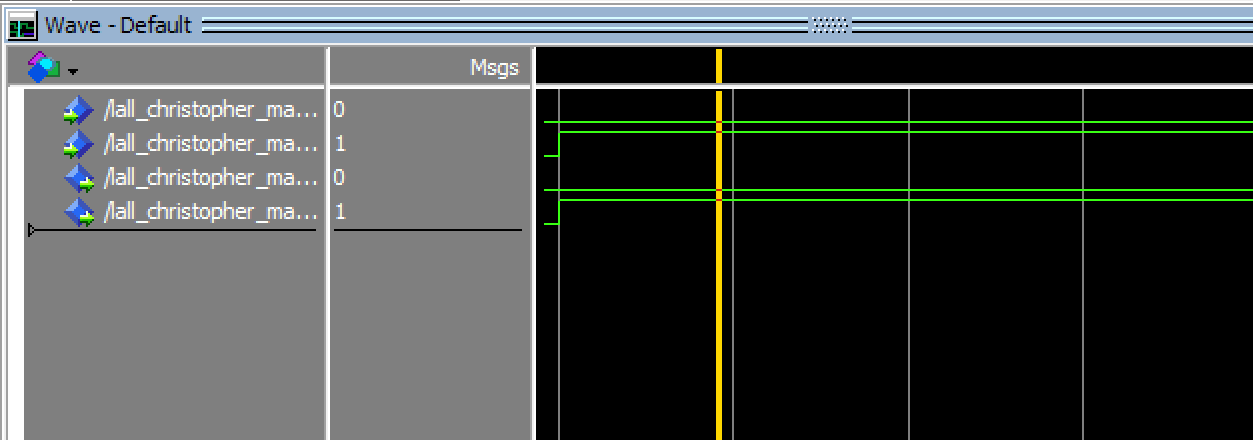 Wave - Default
Msgs
/lall_christopher_ma... 0
/lall_christopher_ma... 1
/lall_christopher_ma... 0
/lall_christopher_ma... 1